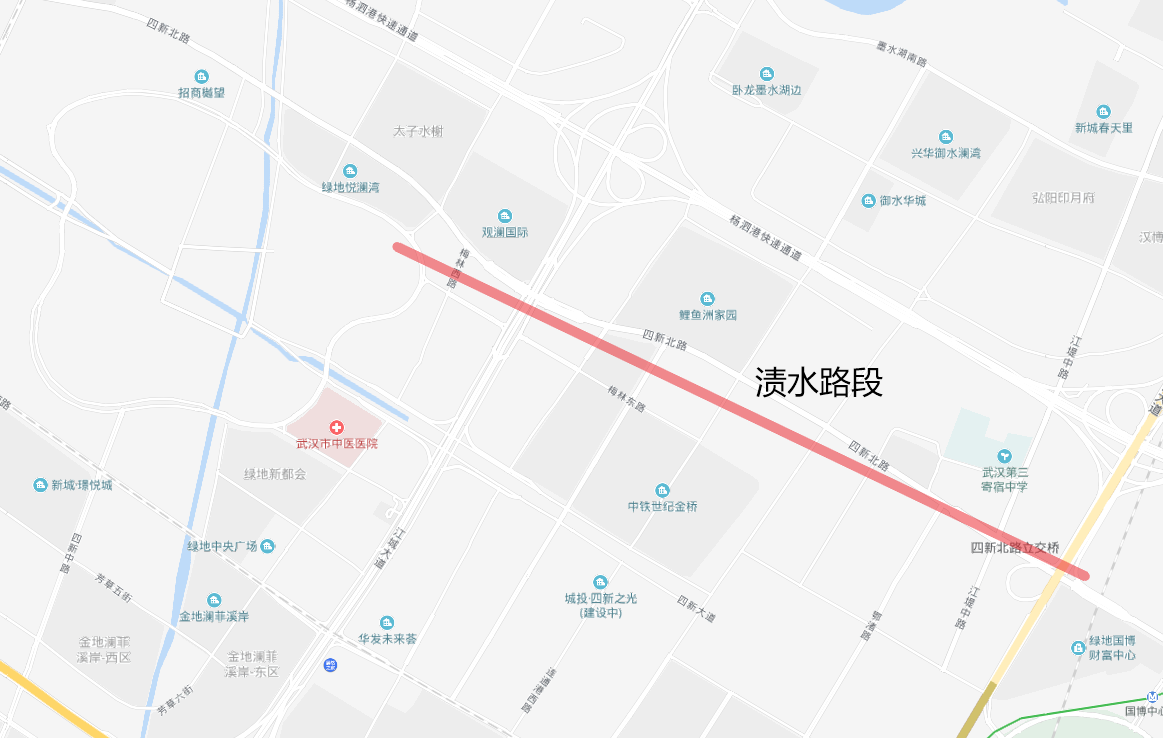 杨泗港快速通道
四新北路
墨水湖南路
招商樾望
卧龙墨水湖边
新城春天里
太子水榭
兴华御水澜湾
绿地悦澜湾
弘阳印月府
御水华城
观澜国际
杨泗港快速通道
汉博
梅林西路
鲤鱼洲家园
四新北路
江堤中路
渍水路段
梅林东路
大道
路
武汉市中医医院
四新北路
绿地新都会
武汉第三
寄宿中学
新城·璟悦城
中铁世纪金桥
江城大道
绿地中央广场
四新北路立交桥
四新中路
芳草五街
城投·四新之光
(建设中)
四新大道
江堤中路
鄂渚路
金地澜菲溪岸
华发未来荟
金地澜菲
溪岸-西区
金地澜菲
溪岸-东区
绿地国博
财富中心
连通港西路
芳草六街
国博中心